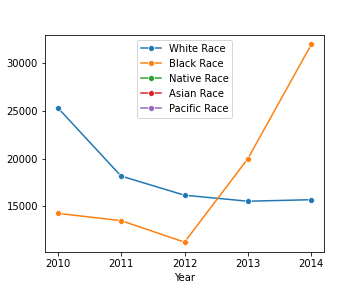 White Race
Black Race
Native Race
Asian Race
Pacific Race
30000
25000
20000
15000
2010 2011 2012 2013 2014
Year